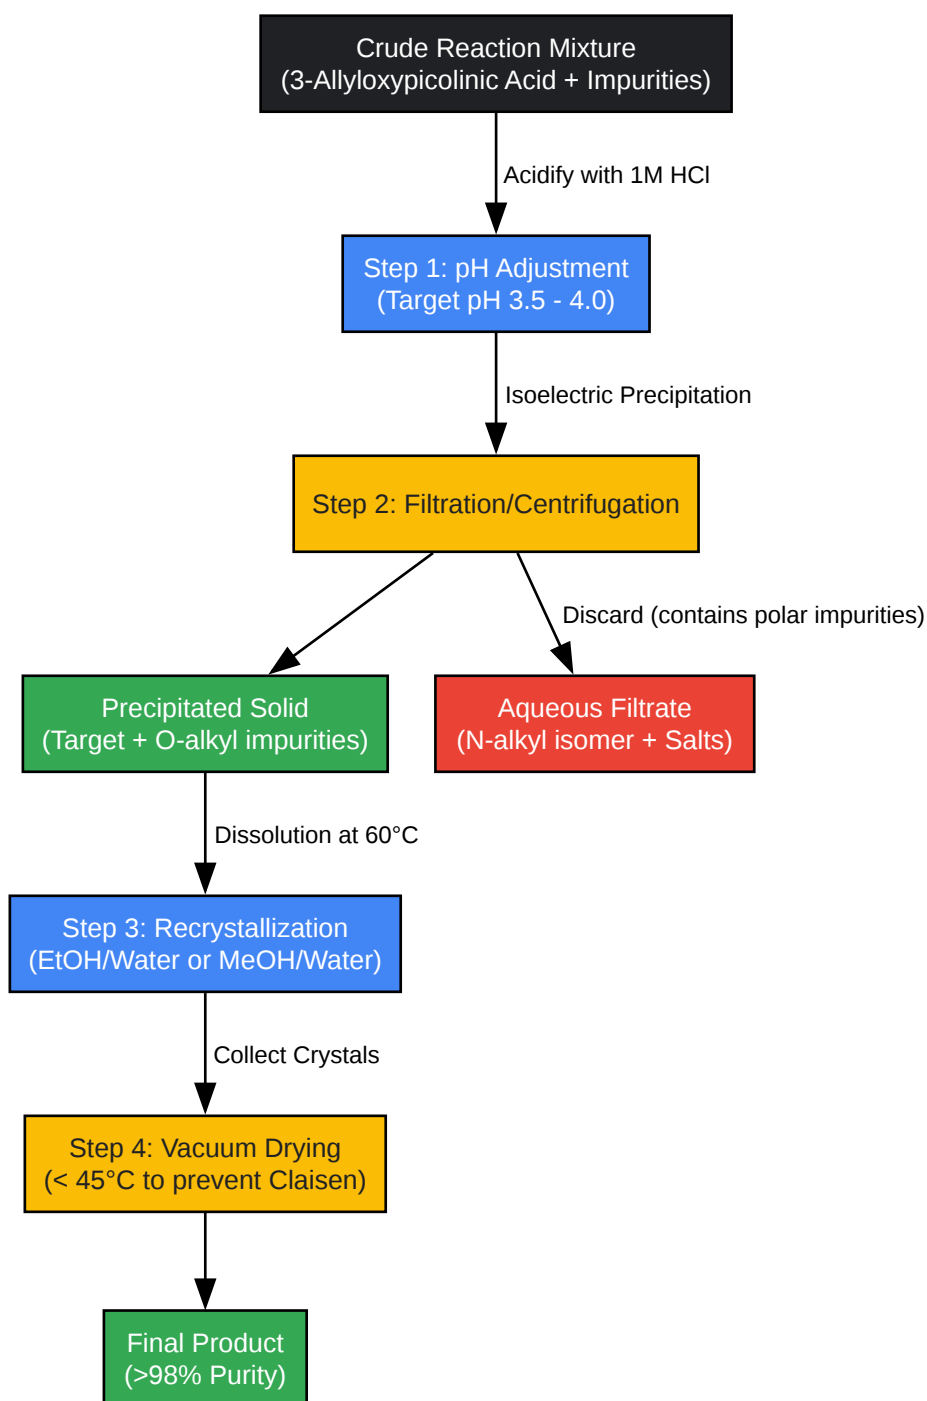 Crude Reaction Mixture
(3-Allyloxypicolinic Acid + Impurities)
Acidify with 1M HCl
Step 1: pH Adjustment
(Target pH 3.5 - 4.0)
Isoelectric Precipitation
Step 2: Filtration/Centrifugation
Discard (contains polar impurities)
Precipitated Solid
(Target + O-alkyl impurities)
Aqueous Filtrate
(N-alkyl isomer + Salts)
Dissolution at 60°C
Step 3: Recrystallization
(EtOH/Water or MeOH/Water)
Collect Crystals
Step 4: Vacuum Drying
(< 45°C to prevent Claisen)
Final Product
(>98% Purity)